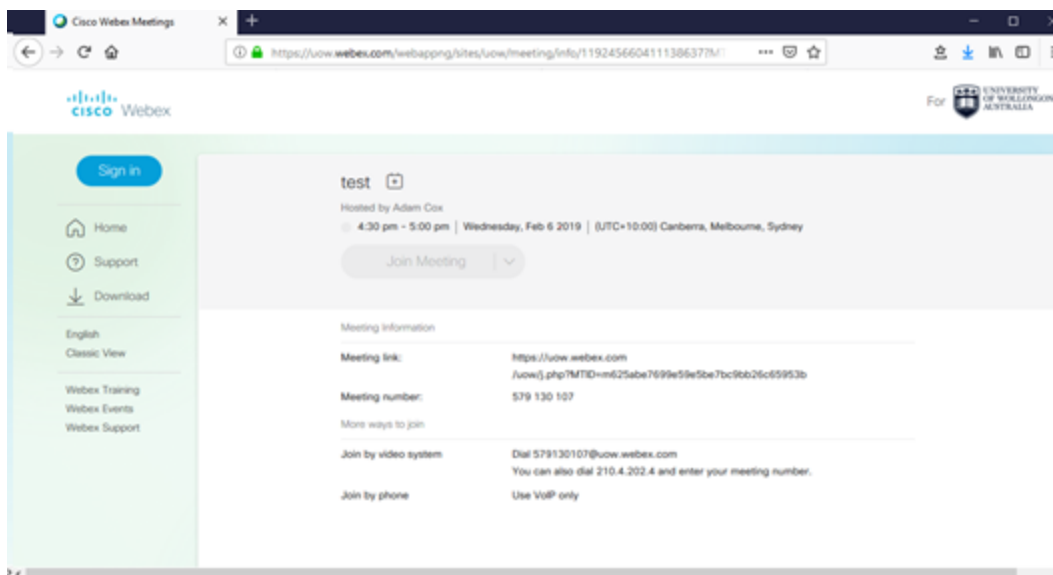 Cisco Webex Meetings
https://uow.webex.com/webappng/sites/uow/meeting/info/119245660411138637?MT
CISCO Webex
For UNIVERSITY
OF WOLLONGONG
AUSTRALIA
Sign in
Home
Support
Download
English
Classic View
Webex Training
Webex Events
Webex Support
test
Hosted by Adam Cox
4:30 pm - 5:00 pm | Wednesday, Feb 6 2019 | (UTC+10:00) Canberra, Melbourne, Sydney
Join Meeting
Meeting Information
Meeting link: https://uow.webex.com
/uow/j.php?MTID=m625abe7699e59e5be7bc9bb26c65953b
Meeting number: 579 130 107
More ways to join
Join by video system Dial 579130107@uow.webex.com
You can also dial 210.4.202.4 and enter your meeting number.
Join by phone Use VoIP only